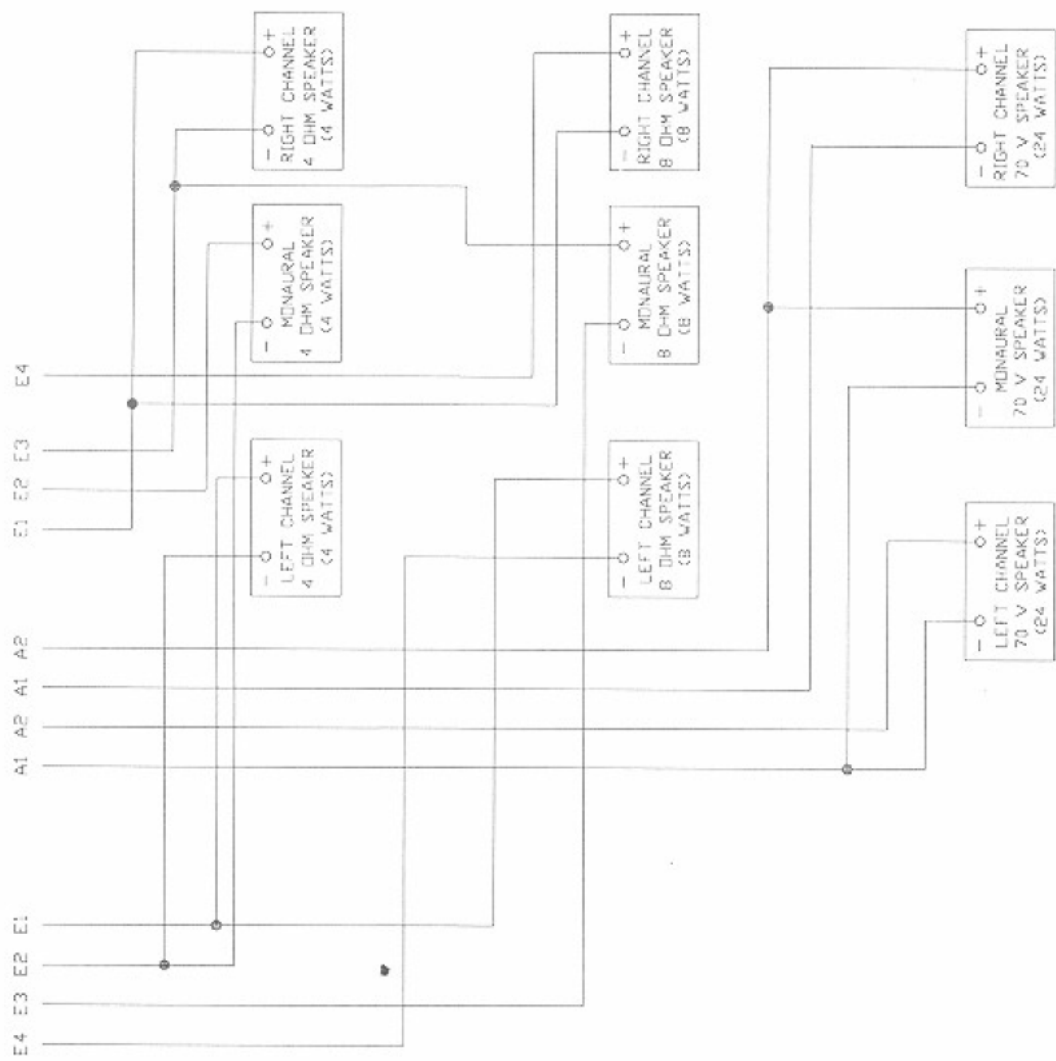 E4 E3 E2 E1 A1 A2 A1 A2 E1 E2 E3 E4
- +
LEFT CHANNEL
4 OHM SPEAKER
(4 WATTS)
- +
MONAURAL
4 OHM SPEAKER
(4 WATTS)
- +
RIGHT CHANNEL
4 OHM SPEAKER
(4 WATTS)
- +
LEFT CHANNEL
8 OHM SPEAKER
(8 WATTS)
- +
MONAURAL
8 OHM SPEAKER
(8 WATTS)
- +
RIGHT CHANNEL
8 OHM SPEAKER
(8 WATTS)
- +
LEFT CHANNEL
70 V SPEAKER
(24 WATTS)
- +
MONAURAL
70 V SPEAKER
(24 WATTS)
- +
RIGHT CHANNEL
70 V SPEAKER
(24 WATTS)